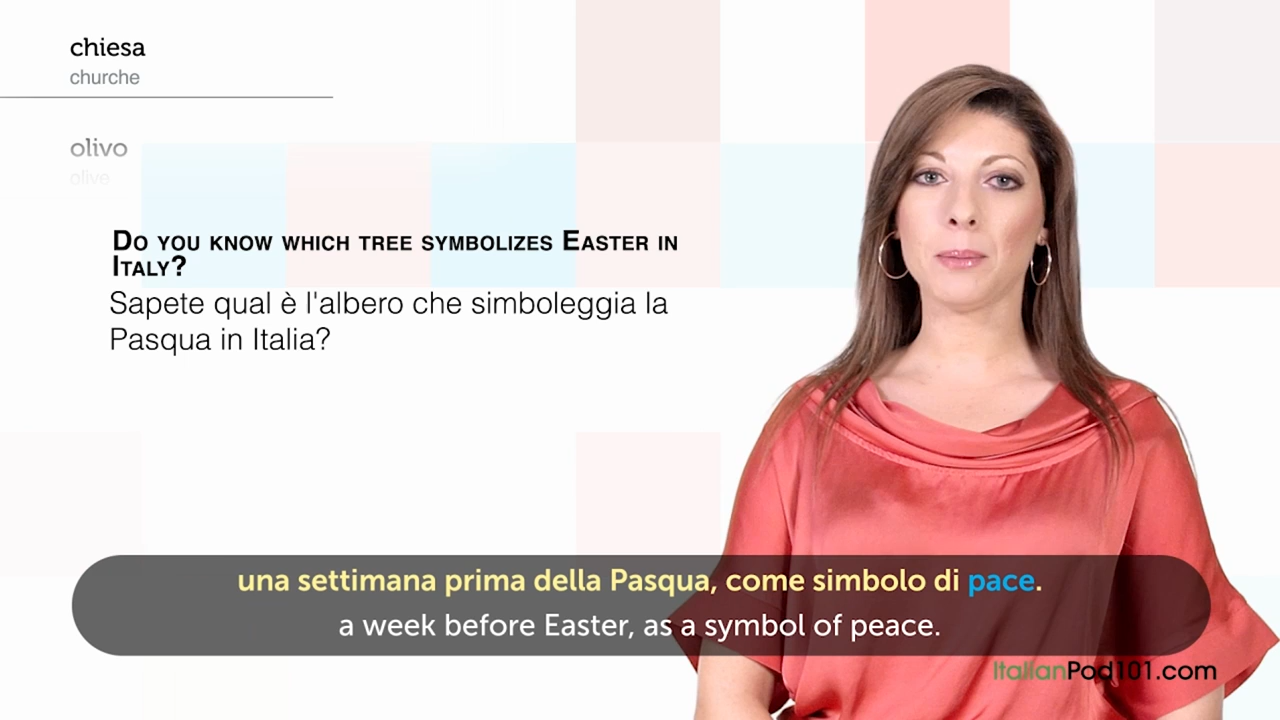 chiesa
churche
olivo
olive
Do you know which tree symbolizes Easter in
Italy?
Sapete qual è l'albero che simboleggia la
Pasqua in Italia?
una settimana prima della Pasqua, come simbolo di pace.
a week before Easter, as a symbol of peace.
ItalianPod101.com